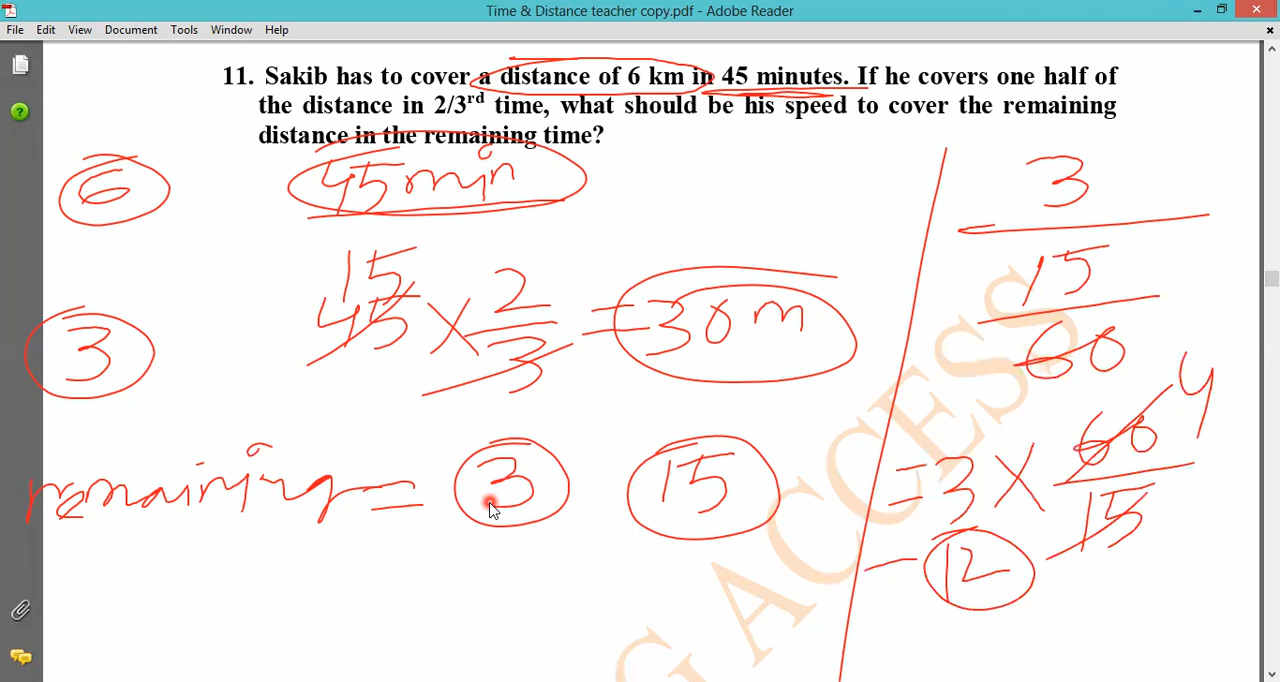 Time & Distance teacher copy.pdf - Adobe Reader
File Edit View Document Tools Window Help
11. Sakib has to cover a distance of 6 km in 45 minutes. If he covers one half of
the distance in 2/3rd time, what should be his speed to cover the remaining
distance in the remaining time?
6 45 min
3 15 45 × 2/3 = 30 m
remaining = 3 15
3
15
60
= 3 × 60/15 4
= 12
G ACCESS